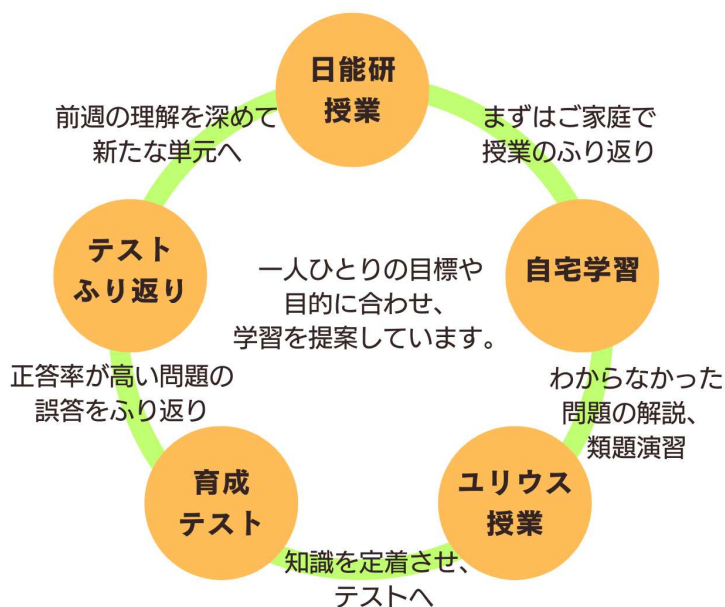 日能研
授業
まずはご家庭で
授業のふり返り
自宅学習
わからなかった
問題の解説、
類題演習
ユリウス
授業
知識を定着させ、
テストへ
育成
テスト
正答率が高い問題の
誤答をふり返り
テスト
ふり返り
前週の理解を深めて
新たな単元へ
一人ひとりの目標や
目的に合わせ、
学習を提案しています。